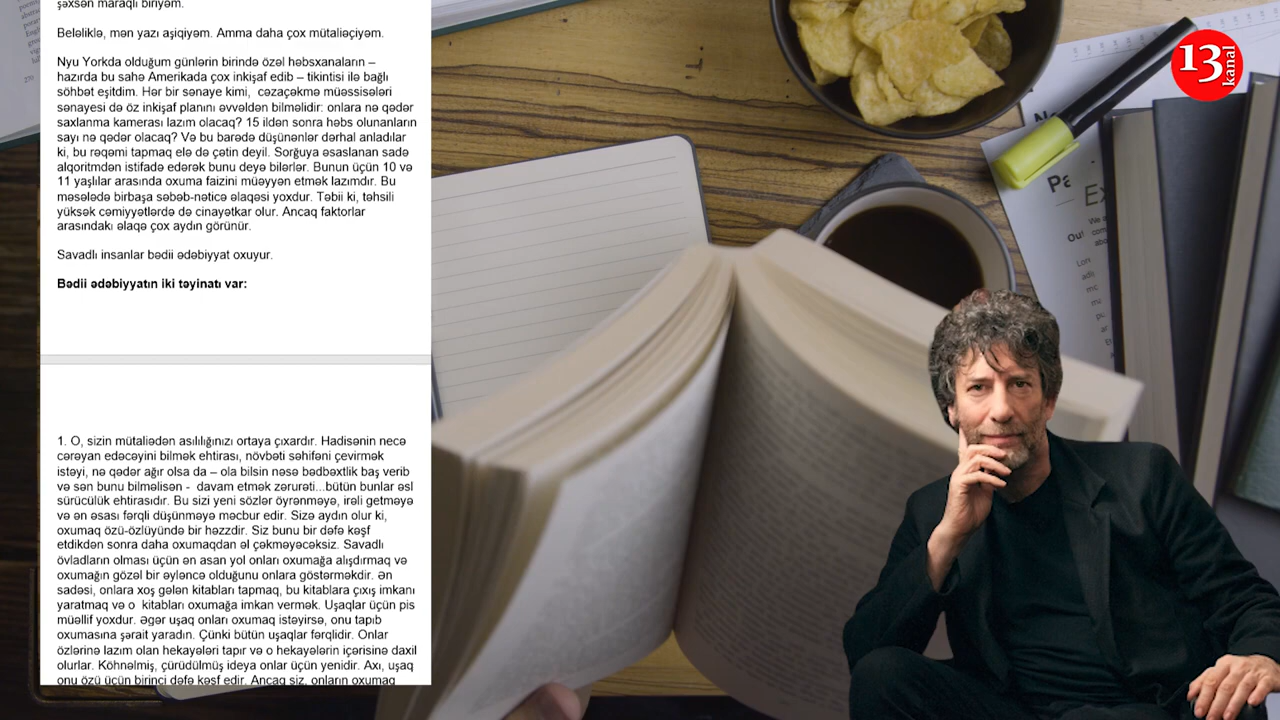 şəxsən maraqlı biriyəm.
Beləliklə, mən yazı aşiqiyəm. Amma daha çox mütaliəçiyəm.
Nyu Yorkda olduğum günlərin birində özəl həbsxanaların –
hazırda bu sahə Amerikada çox inkişaf edib – tikintisi ilə bağlı
söhbət eşitdim. Hər bir sənaye kimi, cəzaçəkmə müəssisələri
sənayesi də öz inkişaf planını əvvəldən bilməlidir: onlara nə qədər
saxlanma kamerası lazım olacaq? 15 ildən sonra həbs olunanların
sayı nə qədər olacaq? Və bu barədə düşünənlər dərhal anladılar
ki, bu rəqəmi tapmaq elə də çətin deyil. Sorğuya əsaslanan sadə
alqoritmdən istifadə edərək bunu deyə bilərlər. Bunun üçün 10 və
11 yaşlılar arasında oxuma faizini müəyyən etmək lazımdır. Bu
məsələdə birbaşa səbəb-nəticə əlaqəsi yoxdur. Təbii ki, təhsili
yüksək cəmiyyətlərdə də cinayətkar olur. Ancaq faktorlar
arasındakı əlaqə çox aydın görünür.
Savadlı insanlar bədii ədəbiyyat oxuyur.
Bədii ədəbiyyatın iki təyinatı var:
1. O, sizin mütaliədən asılılığınızı ortaya çıxardır. Hadisənin necə
cərəyan edəcəyini bilmək ehtirası, növbəti səhifəni çevirmək
istəyi, nə qədər ağır olsa da – ola bilsin nəsə bədbəxtlik baş verib
və sən bunu bilməlisən - davam etmək zərurəti...bütün bunlar əsl
sürücülük ehtirasıdır. Bu sizi yeni sözlər öyrənməyə, irəli getməyə
və ən əsası fərqli düşünməyə məcbur edir. Sizə aydın olur ki,
oxumaq özü-özlüyündə bir həzzdir. Siz bunu bir dəfə kəşf
etdikdən sonra daha oxumaqdan əl çəkməyəcəksiz. Savadlı
övladların olması üçün ən asan yol onları oxumağa alışdırmaq və
oxumağın gözəl bir əyləncə olduğunu onlara göstərməkdir. Ən
sadəsi, onlara xoş gələn kitabları tapmaq, bu kitablara çıxış imkanı
yaratmaq və o kitabları oxumağa imkan vermək. Uşaqlar üçün pis
müəllif yoxdur. Əgər uşaq onları oxumaq istəyirsə, onu tapıb
oxumasına şərait yaradın. Çünki bütün uşaqlar fərqlidir. Onlar
özlərinə lazım olan hekayələri tapır və o hekayələrin içərisinə daxil
olurlar. Köhnəlmiş, çürüdülmüş ideya onlar üçün yenidir. Axı, uşaq
onu özü üçün birinci dəfə kəşf edir. Ancaq siz, onların oxumaq
13
kanal